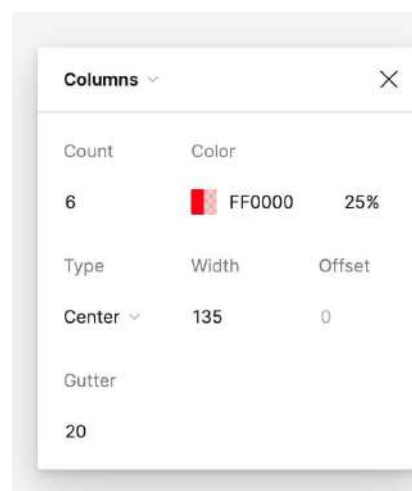 Columns
Count Color
6 FF0000 25%
Type Width Offset
Center 135 0
Gutter
20